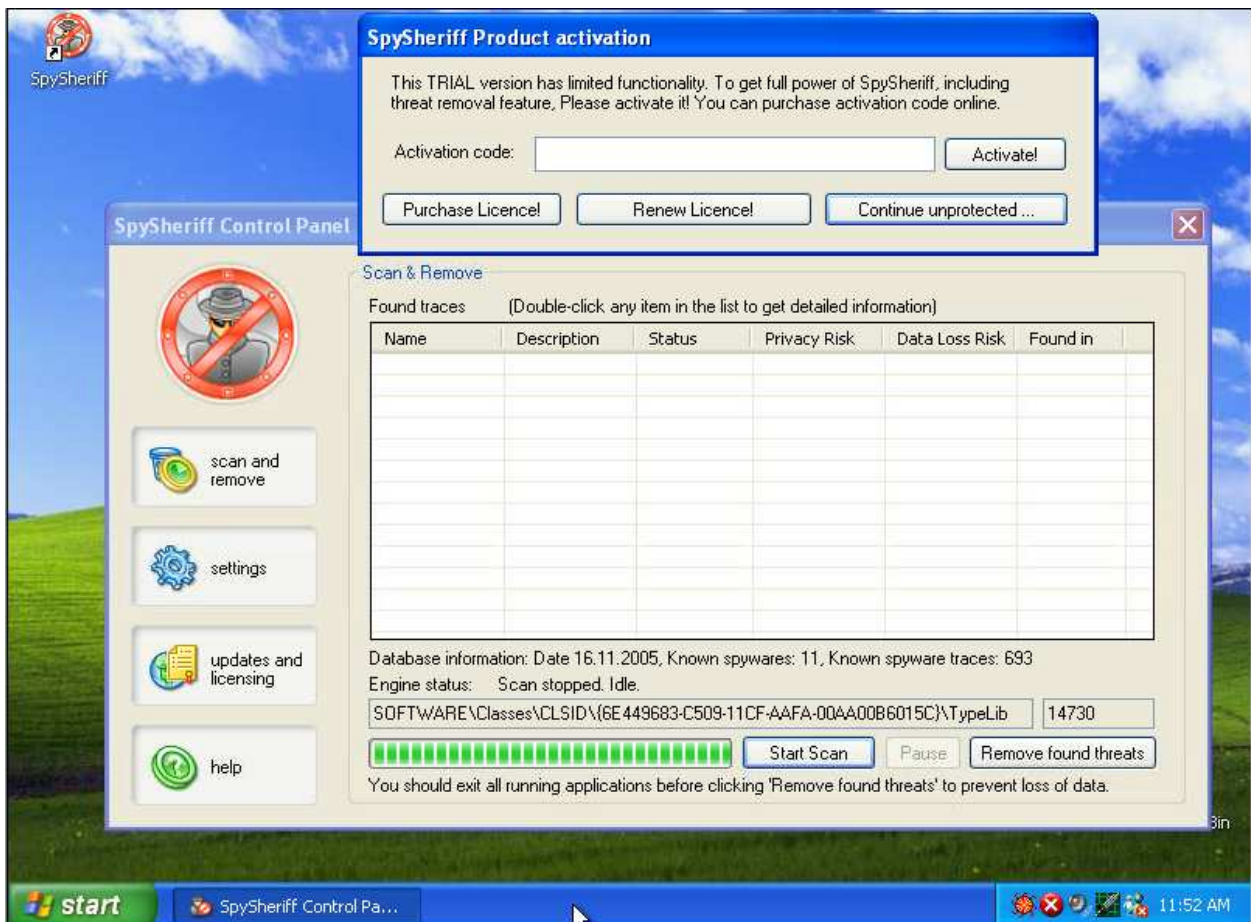 SpySheriff
SpySheriff Product activation
This TRIAL version has limited functionality. To get full power of SpySheriff, including
threat removal feature, Please activate it! You can purchase activation code online.
Activation code:
Activate!
Purchase Licence!
Renew Licence!
Continue unprotected ...
SpySheriff Control Panel
Scan & Remove
Found traces (Double-click any item in the list to get detailed information)
Name Description Status Privacy Risk Data Loss Risk Found in
scan and
remove
settings
updates and
licensing
help
Database information: Date 16.11.2005, Known spywares: 11, Known spyware traces: 693
Engine status: Scan stopped. Idle.
SOFTWARE\Classes\CLSID\{6E449683-C509-11CF-AAFA-00AA00B6015C}\TypeLib 14730
Start Scan Pause Remove found threats
You should exit all running applications before clicking 'Remove found threats' to prevent loss of data.
Bin
start
SpySheriff Control Pa...
11:52 AM